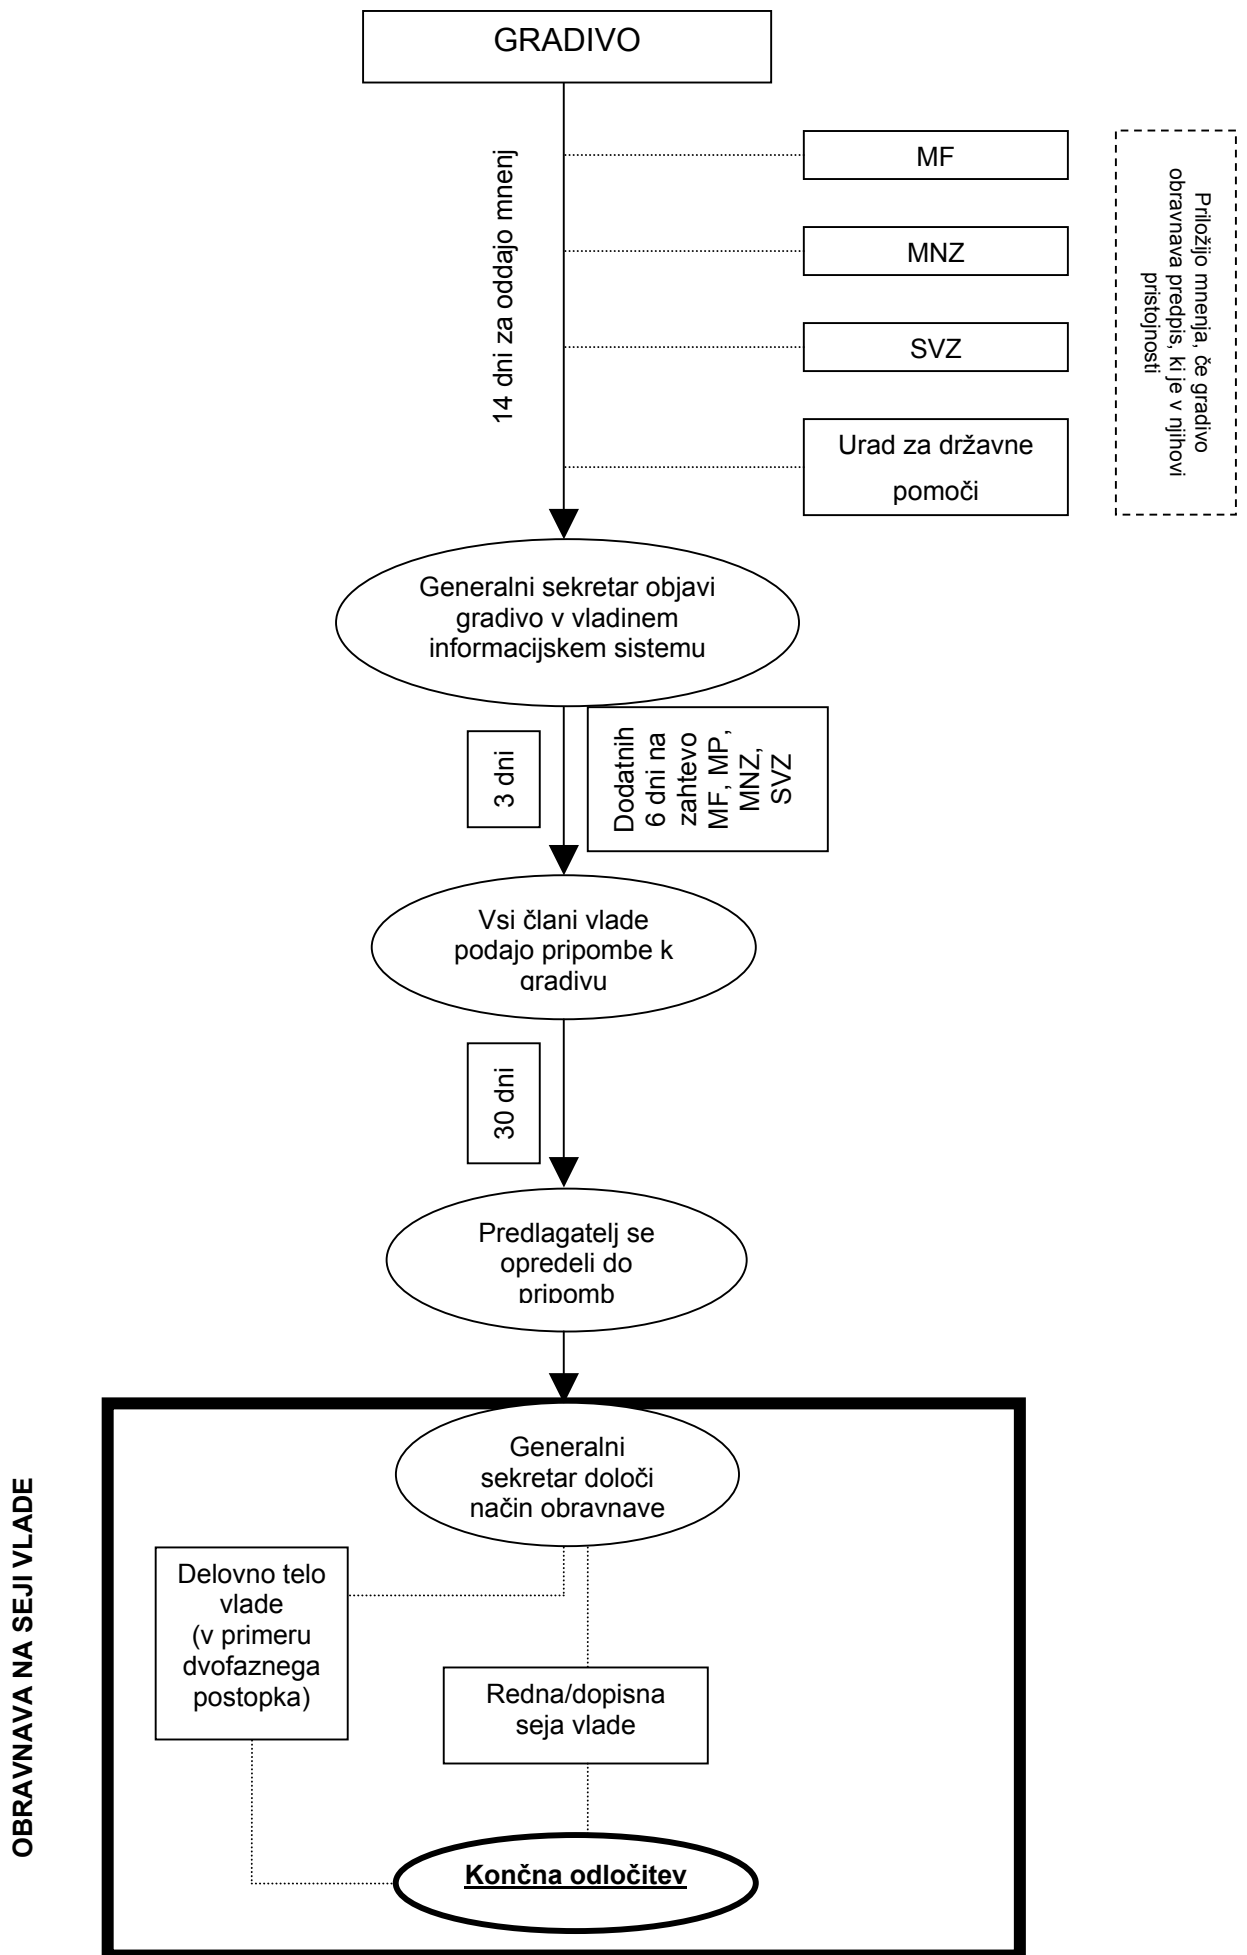 GRADIVO
14 dni za oddajo mnenj
MF
MNZ
SVZ
Urad za državne
pomoči
Priložijo mnenja, če gradivo
obravnava predpis, ki je v njihovi
pristojnosti
Generalni sekretar objavi
gradivo v vladinem
informacijskem sistemu
3 dni
Dodatnih
6 dni na
zahtevo
MF, MP,
MNZ,
SVZ
Vsi člani vlade
podajo pripombe k
gradivu
30 dni
Predlagatelj se
opredeli do
pripomb
OBRAVNAVA NA SEJI VLADE
Generalni
sekretar določi
način obravnave
Delovno telo
vlade
(v primeru
dvofaznega
postopka)
Redna/dopisna
seja vlade
Končna odločitev